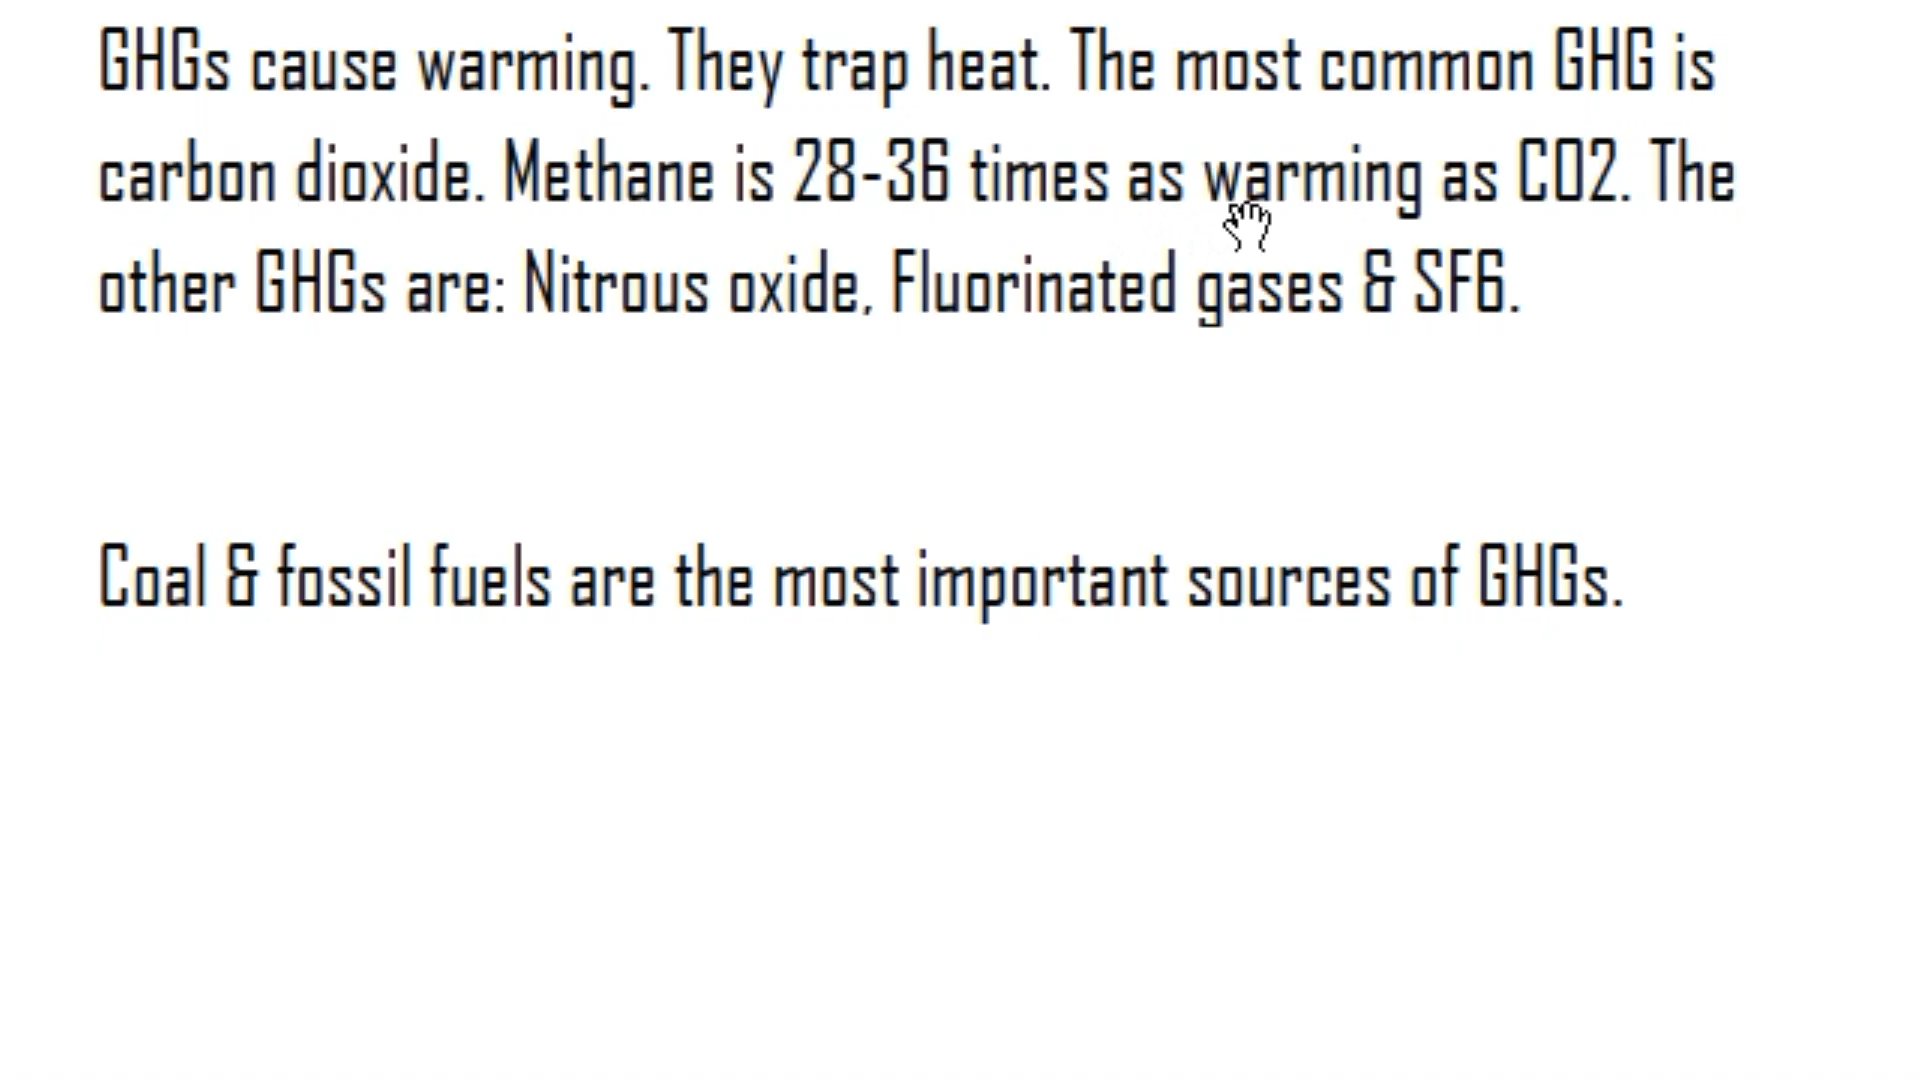 GHGs cause warming. They trap heat. The most common GHG is
carbon dioxide. Methane is 28-36 times as warming as CO2. The
other GHGs are: Nitrous oxide, Fluorinated gases & SF6.
Coal & fossil fuels are the most important sources of GHGs.